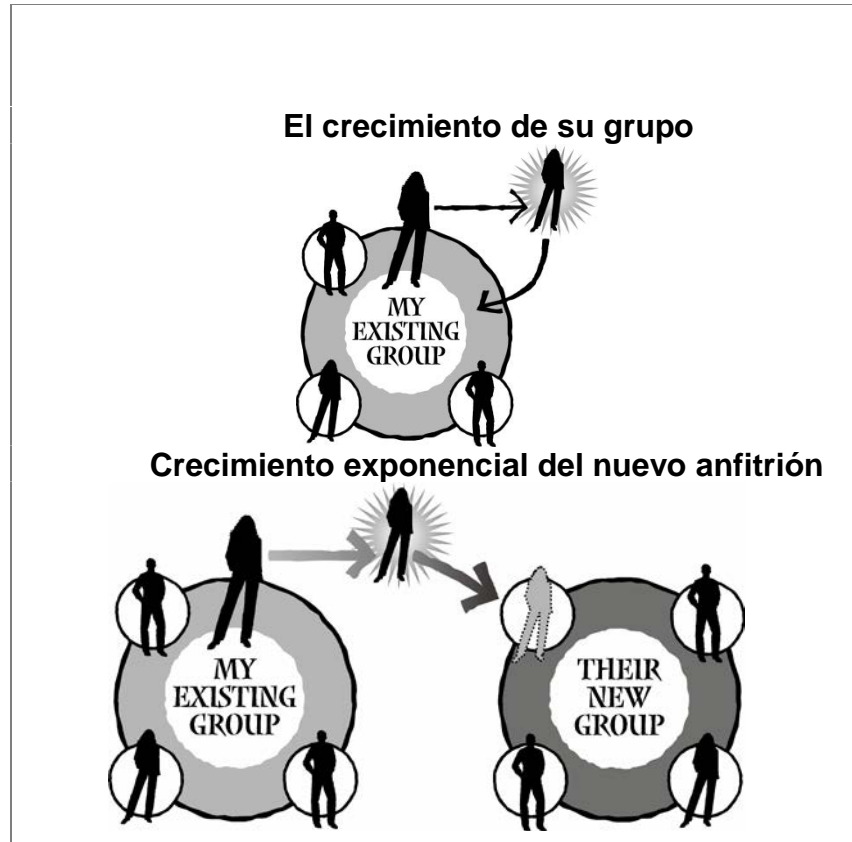 El crecimiento de su grupo
MY
EXISTING
GROUP
Crecimiento exponencial del nuevo anfitrión
MY
EXISTING
GROUP
THEIR
NEW
GROUP